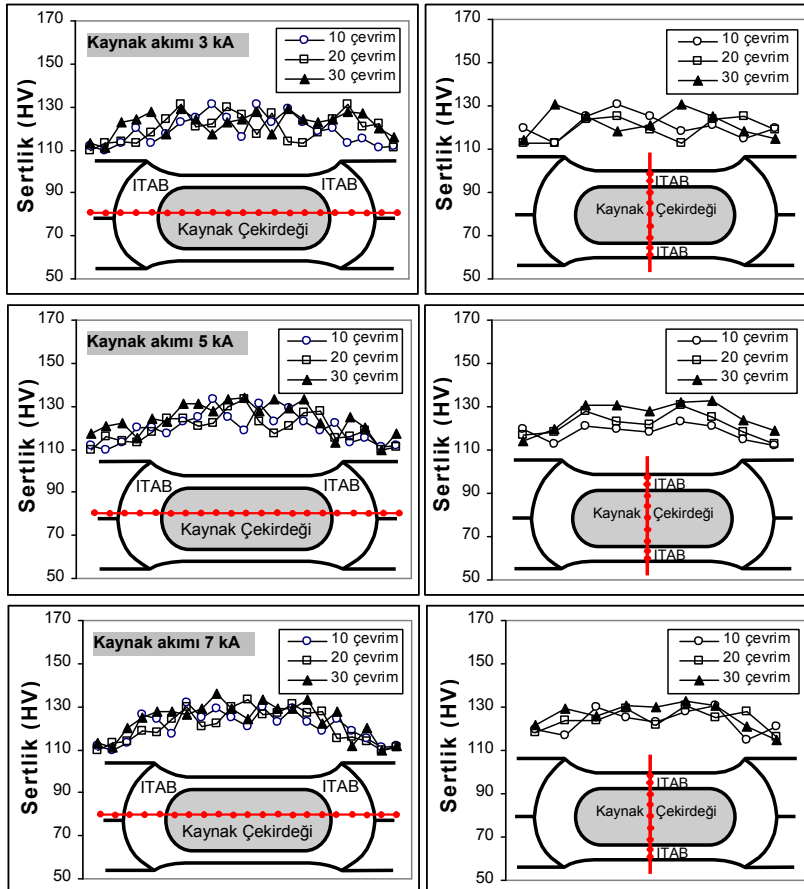 Kaynak akımı 3 kA
10 çevrim
20 çevrim
30 çevrim
Sertlik (HV)
170
150
130
110
90
70
50
ITAB
ITAB
Kaynak Çekirdeği
10 çevrim
20 çevrim
30 çevrim
170
150
130
110
90
70
50
ITAB
Kaynak Çekirdeği
ITAB
Kaynak akımı 5 kA
10 çevrim
20 çevrim
30 çevrim
Sertlik (HV)
170
150
130
110
90
70
50
ITAB
ITAB
Kaynak Çekirdeği
10 çevrim
20 çevrim
30 çevrim
170
150
130
110
90
70
50
ITAB
Kaynak Çekirdeği
ITAB
Kaynak akımı 7 kA
10 çevrim
20 çevrim
30 çevrim
Sertlik (HV)
170
150
130
110
90
70
50
ITAB
ITAB
Kaynak Çekirdeği
10 çevrim
20 çevrim
30 çevrim
170
150
130
110
90
70
50
ITAB
Kaynak Çekirdeği
ITAB